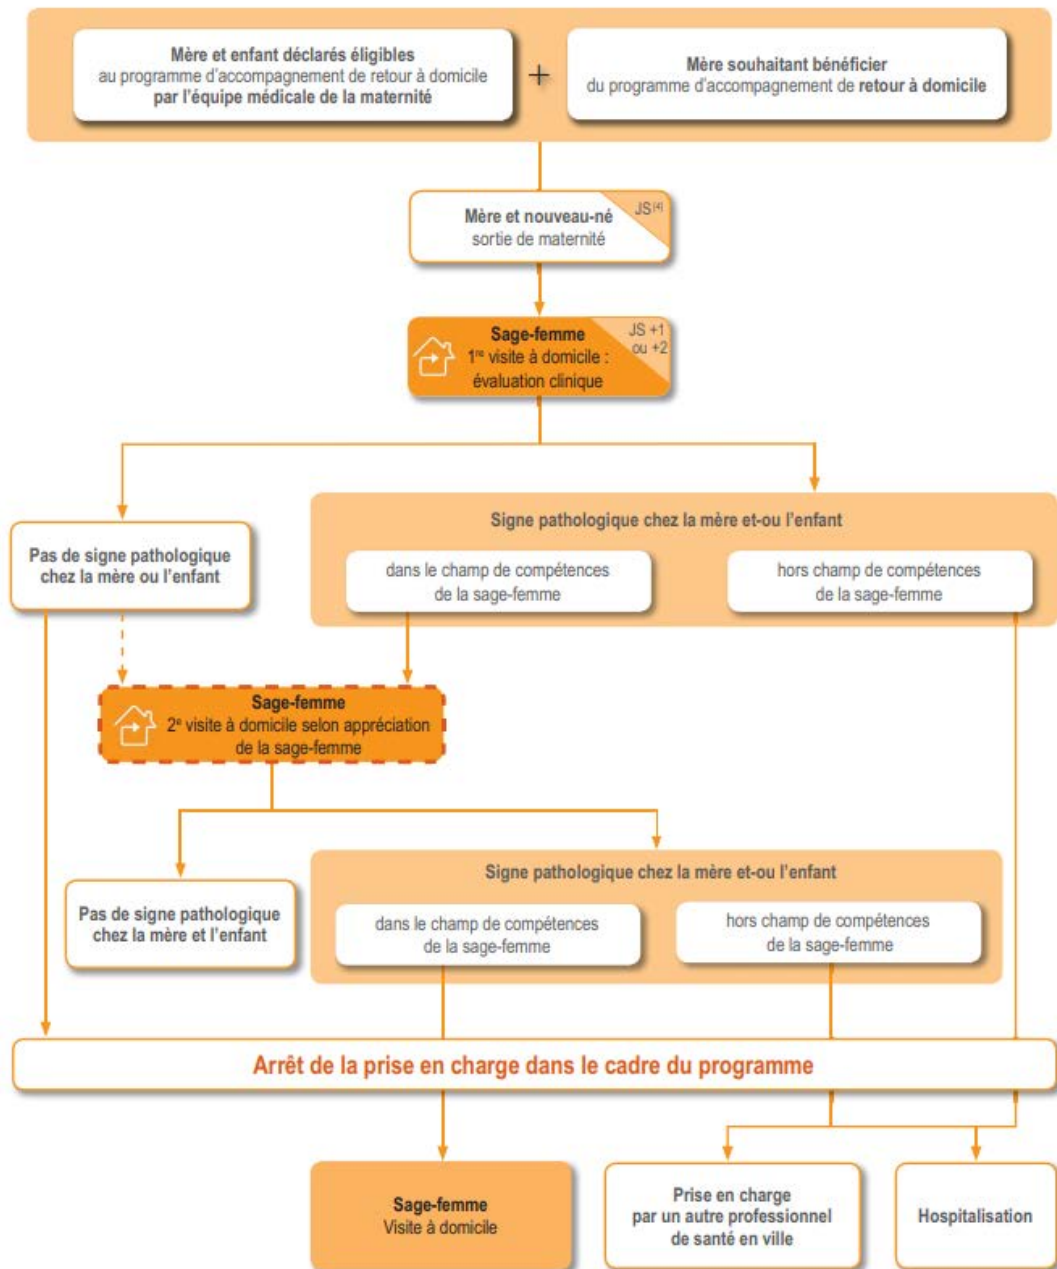 Mère et enfant déclarés éligibles
au programme d'accompagnement de retour à domicile
par l'équipe médicale de la maternité
+
Mère souhaitant bénéficier
du programme d'accompagnement de retour à domicile
Mère et nouveau-né
sortie de maternité
JS [4]
Sage-femme
1re visite à domicile :
évaluation clinique
JS +1
ou +2
Pas de signe pathologique
chez la mère ou l'enfant
Signe pathologique chez la mère et-ou l'enfant
dans le champ de compétences
de la sage-femme
hors champ de compétences
de la sage-femme
Sage-femme
2e visite à domicile selon appréciation
de la sage-femme
Pas de signe pathologique
chez la mère et l'enfant
Signe pathologique chez la mère et-ou l'enfant
dans le champ de compétences
de la sage-femme
hors champ de compétences
de la sage-femme
Arrêt de la prise en charge dans le cadre du programme
Sage-femme
Visite à domicile
Prise en charge
par un autre professionnel
de santé en ville
Hospitalisation